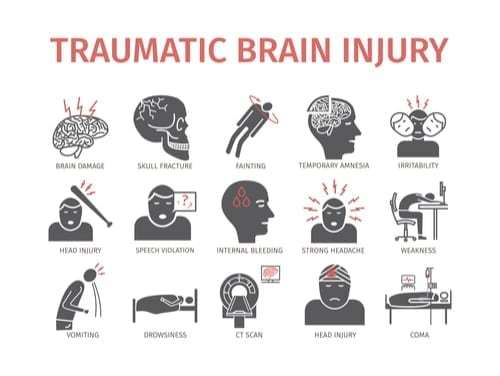 TRAUMATIC BRAIN INJURY
BRAIN DAMAGE
SKULL FRACTURE
FAINTING
TEMPORARY AMNESIA
IRRITABILITY
HEAD INJURY
SPEECH VIOLATION
INTERNAL BLEEDING
STRONG HEADACHE
WEAKNESS
VOMITING
DROWSINESS
CT SCAN
HEAD INJURY
COMA